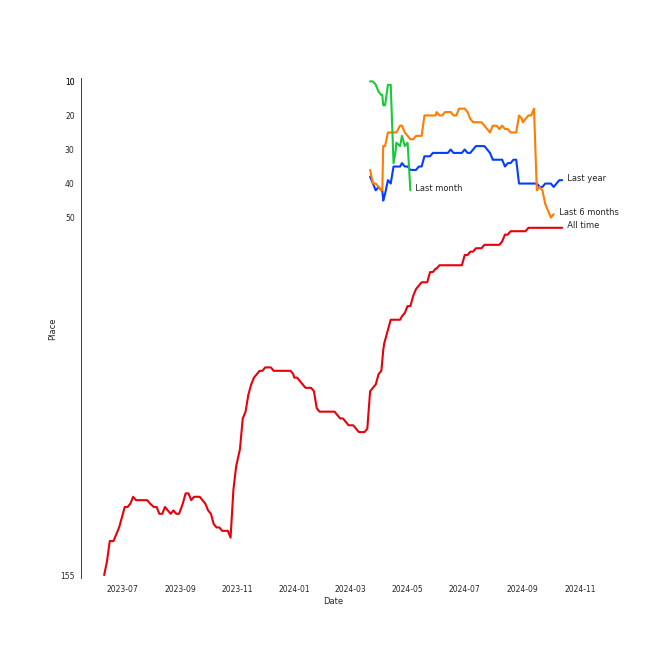 10
20
30
40
50
155
Place
2023-07
2023-09
2023-11
2024-01
2024-03
2024-05
2024-07
2024-09
2024-11
Date
Last month
Last year
Last 6 months
All time